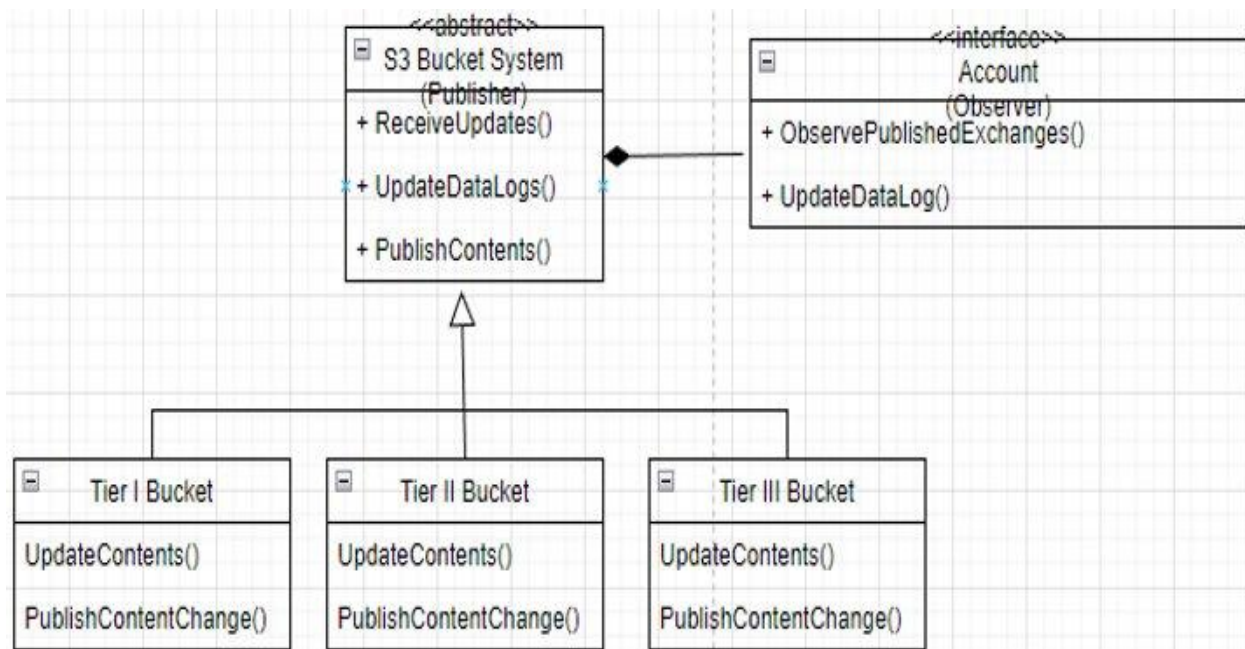 <<abstract>>
S3 Bucket System
(Publisher)
+ ReceiveUpdates()
+ UpdateDataLogs()
+ PublishContents()
<<interface>>
Account
(Observer)
+ ObservePublishedExchanges()
+ UpdateDataLog()
Tier I Bucket
UpdateContents()
PublishContentChange()
Tier II Bucket
UpdateContents()
PublishContentChange()
Tier III Bucket
UpdateContents()
PublishContentChange()